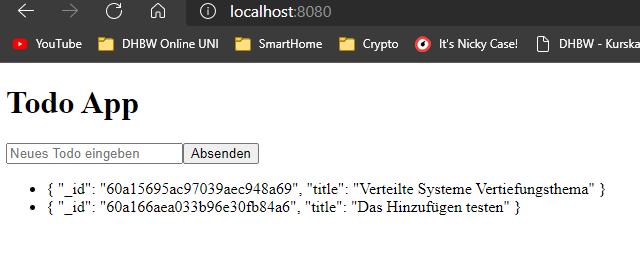 localhost:8080
YouTube DHBW Online UNI SmartHome Crypto It's Nicky Case! DHBW - Kurska
Todo App
Neues Todo eingeben Absenden
{ "_id": "60a15695ac97039aec948a69", "title": "Verteilte Systeme Vertiefungsthema" }
{ "_id": "60a166aea033b96e30fb84a6", "title": "Das Hinzufügen testen" }